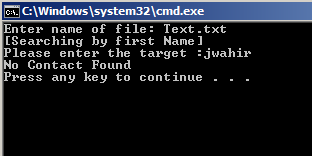 C:\Windows\system32\cmd.exe
Enter name of file: Text.txt
[Searching by first Name]
Please enter the target :jwahir
No Contact Found
Press any key to continue . . .